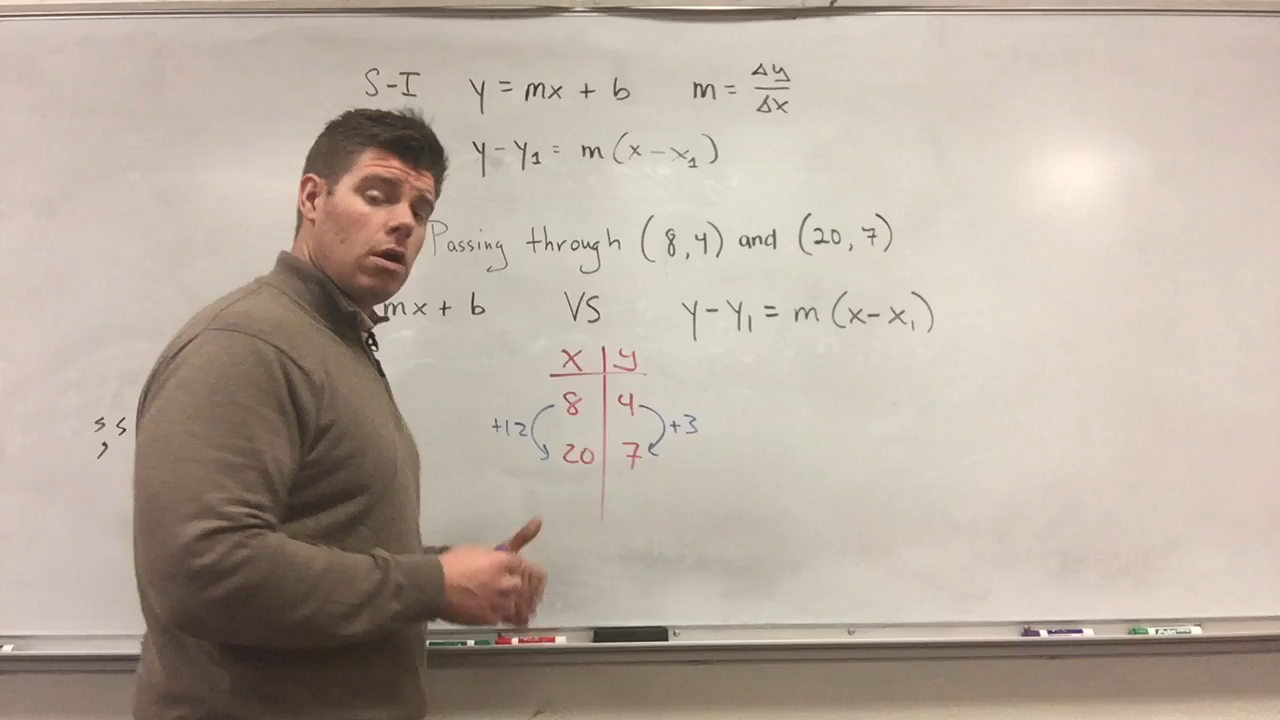 S-I y = mx + b m = Δy/Δx
y-y₁ = m(x-x₁)
Passing through (8,4) and (20,7)
mx + b VS y-y₁ = m(x-x₁)
x y
8 4
+12 +3
20 7